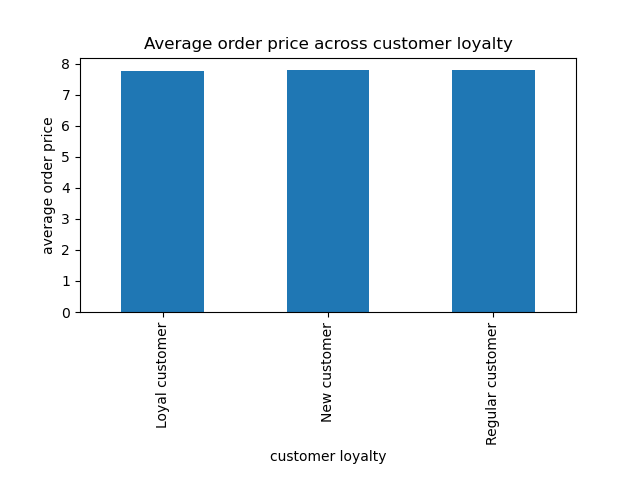 Average order price across customer loyalty
8
7
6
5
4
3
2
1
0
average order price
Loyal customer
New customer
Regular customer
customer loyalty